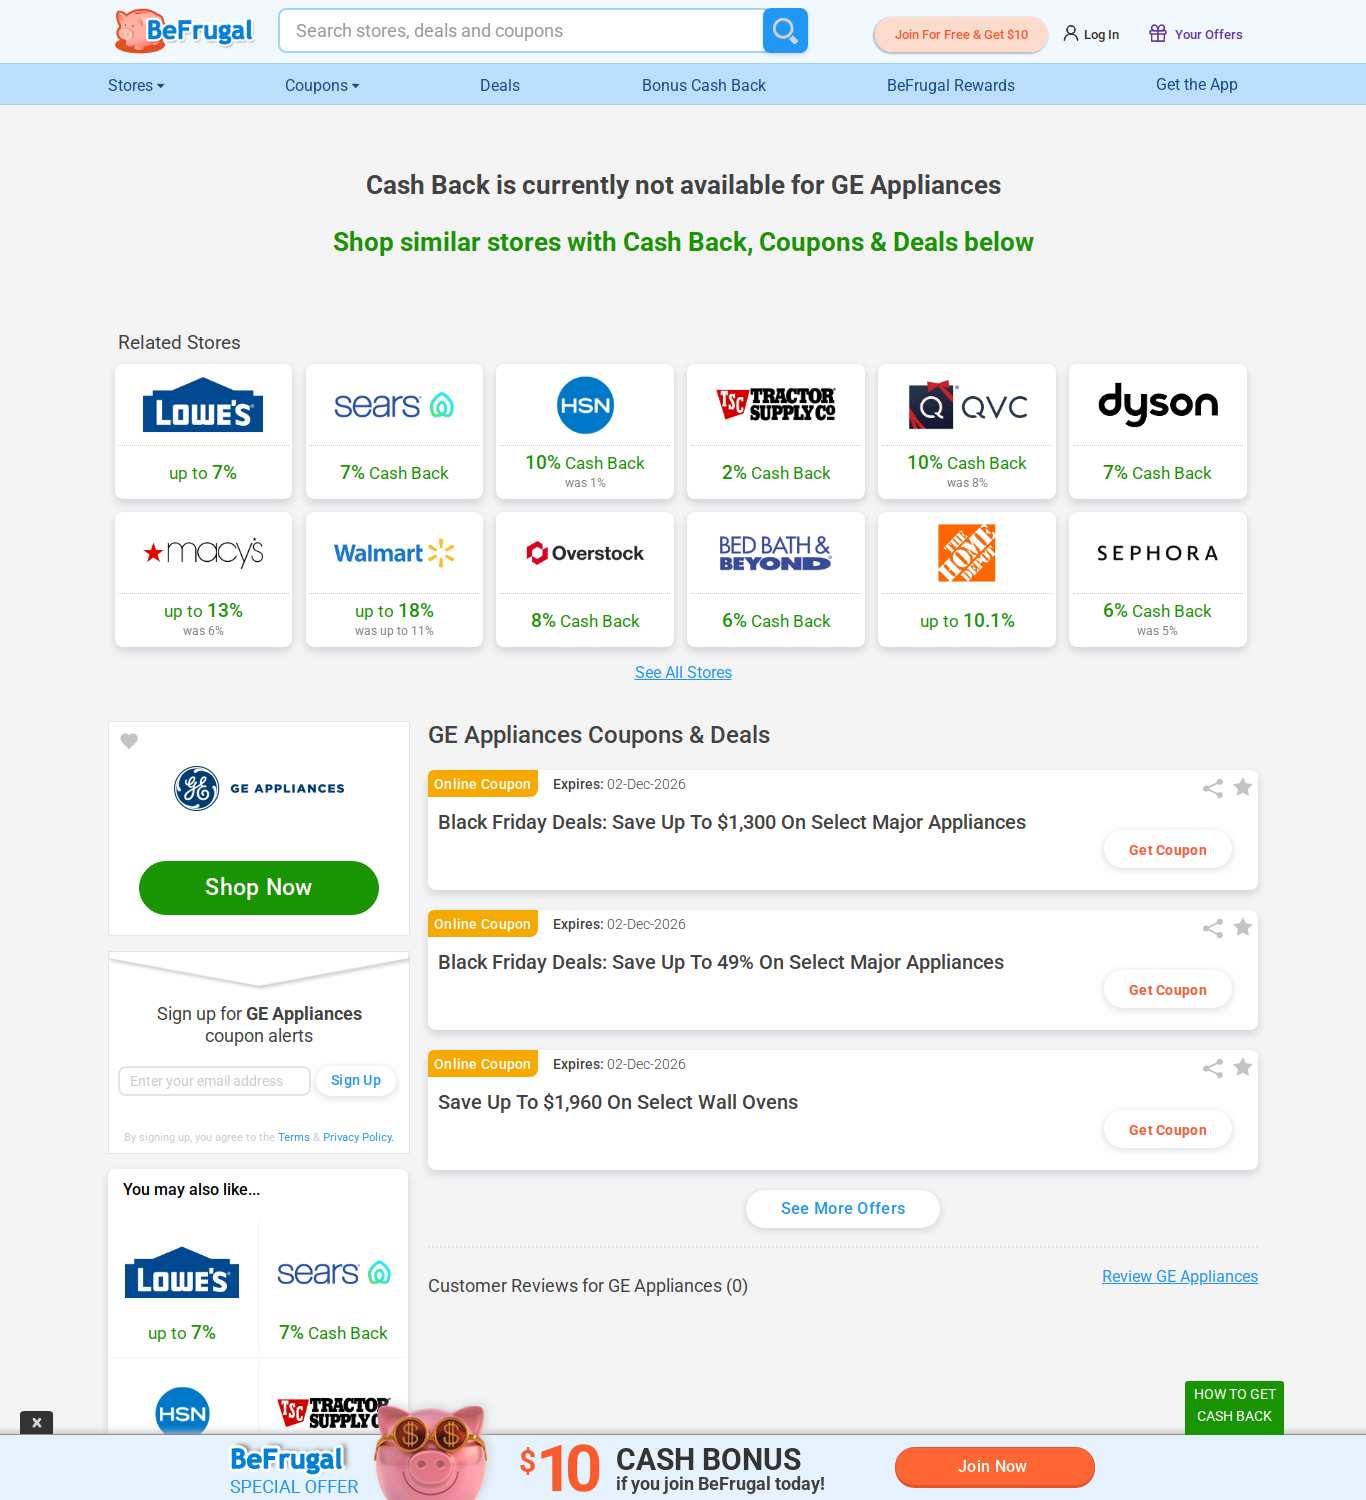 BeFrugal
Search stores, deals and coupons
Join For Free & Get $10
Log In
Your Offers
Stores
Coupons
Deals
Bonus Cash Back
BeFrugal Rewards
Get the App
Cash Back is currently not available for GE Appliances
Shop similar stores with Cash Back, Coupons & Deals below
Related Stores
LOWE'S
sears
HSN
TSC TRACTOR SUPPLY CO
Q QVC
dyson
up to 7%
7% Cash Back
10% Cash Back
was 1%
2% Cash Back
10% Cash Back
was 8%
7% Cash Back
macy's
Walmart
Overstock
BED BATH & BEYOND
THE HOME DEPOT
SEPHORA
up to 13%
was 6%
up to 18%
was up to 11%
8% Cash Back
6% Cash Back
up to 10.1%
6% Cash Back
was 5%
See All Stores
GE APPLIANCES
Shop Now
Sign up for GE Appliances
coupon alerts
Enter your email address
Sign Up
By signing up, you agree to the Terms & Privacy Policy.
You may also like...
LOWE'S
sears
up to 7%
7% Cash Back
HSN
TSC TRACTOR SUPPLY CO
GE Appliances Coupons & Deals
Online Coupon
Expires: 02-Dec-2026
Black Friday Deals: Save Up To $1,300 On Select Major Appliances
Get Coupon
Online Coupon
Expires: 02-Dec-2026
Black Friday Deals: Save Up To 49% On Select Major Appliances
Get Coupon
Online Coupon
Expires: 02-Dec-2026
Save Up To $1,960 On Select Wall Ovens
Get Coupon
See More Offers
Customer Reviews for GE Appliances (0)
Review GE Appliances
HOW TO GET
CASH BACK
x
BeFrugal
SPECIAL OFFER
$ $
$10
CASH BONUS
if you join BeFrugal today!
Join Now